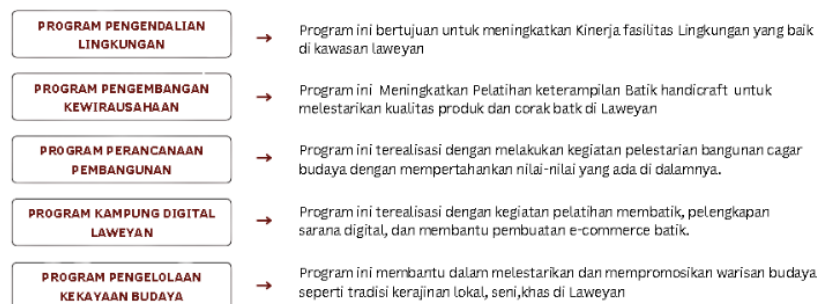 PROGRAM PENGENDALIAN
LINGKUNGAN
Program ini bertujuan untuk meningkatkan Kinerja fasilitas Lingkungan yang baik
di kawasan laweyan
PROGRAM PENGEMBANGAN
KEWIRAUSAHAAN
Program ini Meningkatkan Pelatihan keterampilan Batik handicraft untuk
melestarikan kualitas produk dan corak batk di Laweyan
PROGRAM PERANCANAAN
PEMBANGUNAN
Program ini terealisasi dengan melakukan kegiatan pelestarian bangunan cagar
budaya dengan mempertahankan nilai-nilai yang ada di dalamnya.
PROGRAM KAMPUNG DIGITAL
LAWEYAN
Program ini terealisasi dengan kegiatan pelatihan membatik, pelengkapan
sarana digital, dan membantu pembuatan e-commerce batik.
PROGRAM PENGELOLAAN
KEKAYAAN BUDAYA
Program ini membantu dalam melestarikan dan mempromosikan warisan budaya
seperti tradisi kerajinan lokal, seni,khas di Laweyan